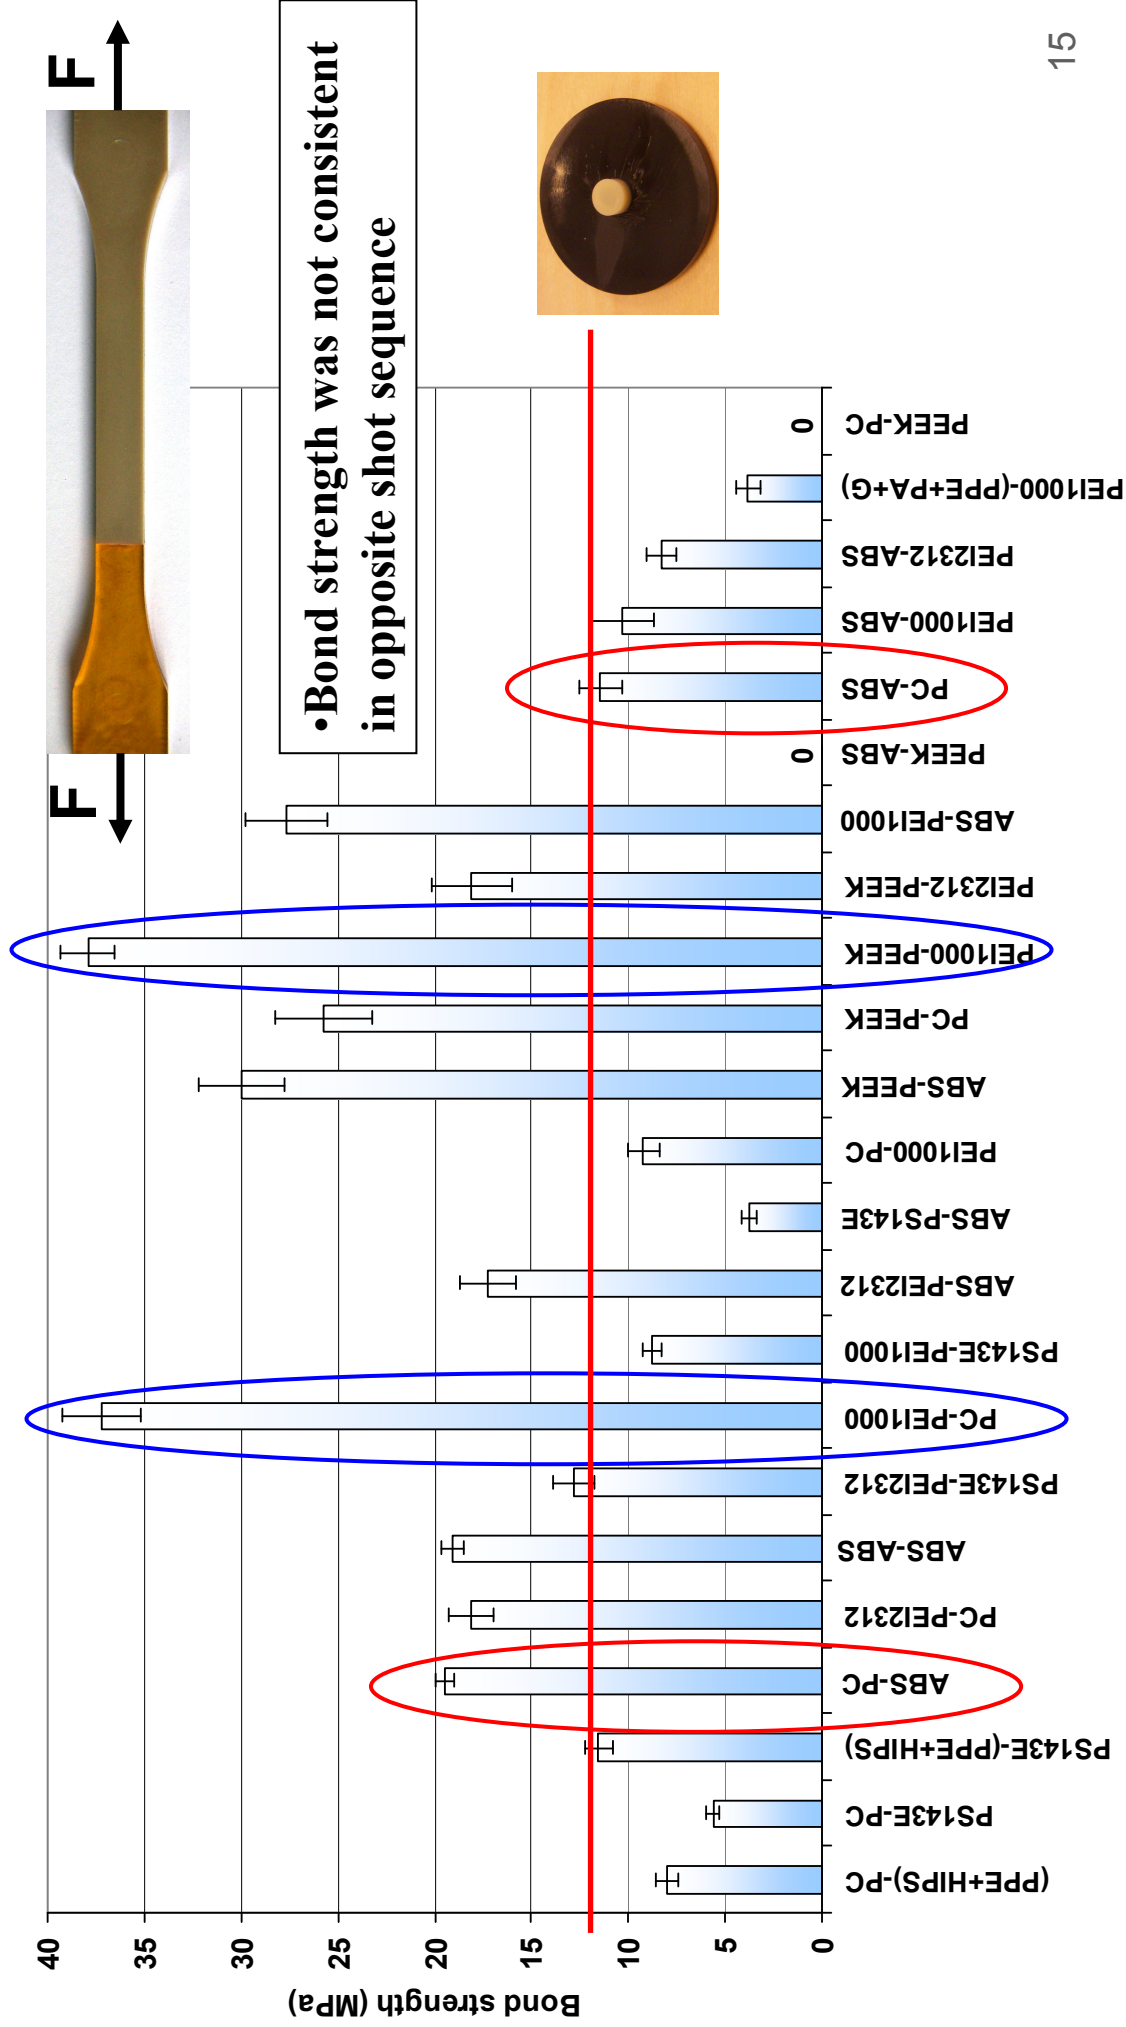 F
F
•Bond strength was not consistent
in opposite shot sequence
Bond strength (MPa)
40
35
30
25
20
15
10
5
0
0
0
(PPE+HIPS)-PC
PS143E-PC
PS143E-(PPE+HIPS)
ABS-PC
PC-PEI2312
ABS-ABS
PS143E-PEI2312
PC-PEI1000
PS143E-PEI1000
ABS-PEI2312
ABS-PS143E
PEI1000-PC
ABS-PEEK
PC-PEEK
PEI1000-PEEK
PEI2312-PEEK
ABS-PEI1000
PEEK-ABS
PC-ABS
PEI1000-ABS
PEI2312-ABS
PEI1000-(PPE+PA+G)
PEEK-PC
15